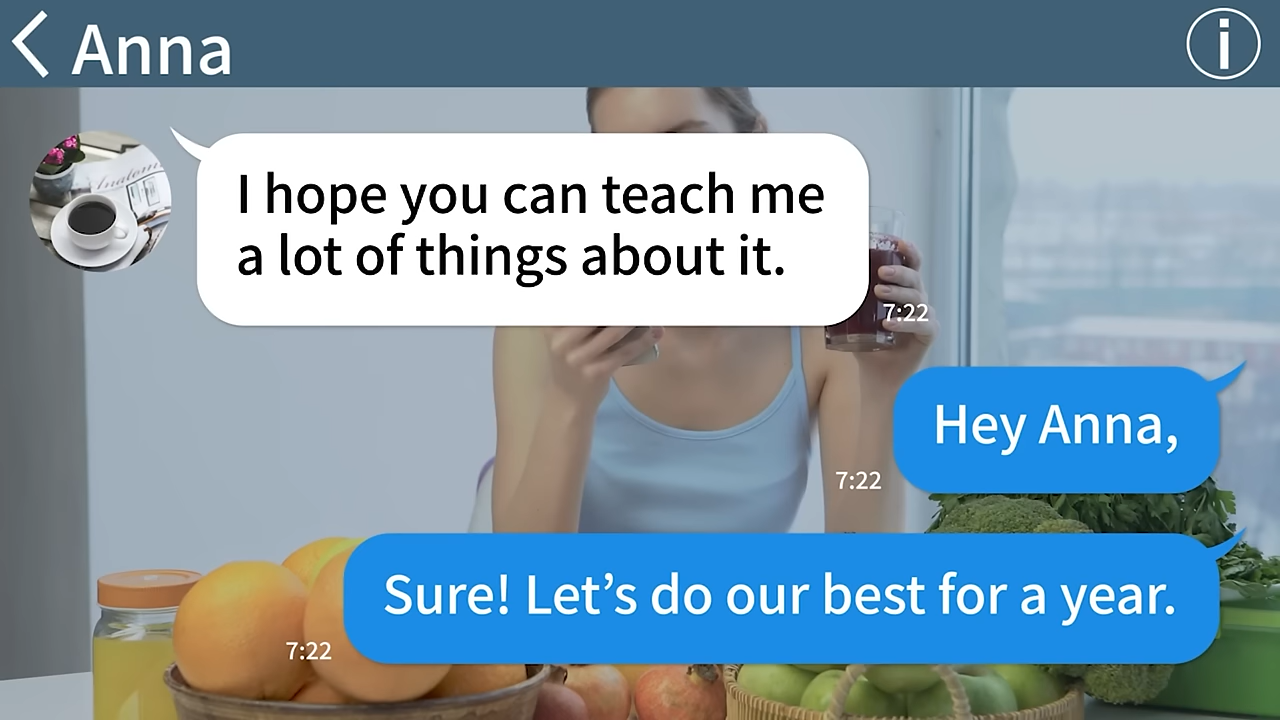 Anna
I hope you can teach me
a lot of things about it.
7:22
Hey Anna,
7:22
Sure! Let’s do our best for a year.
7:22